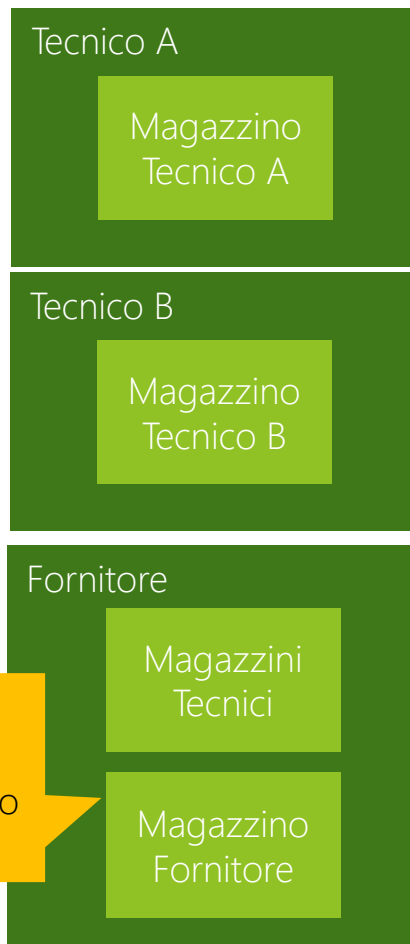 Tecnico A
Magazzino
Tecnico A
Tecnico B
Magazzino
Tecnico B
Fornitore
Magazzini
Tecnici
Magazzino
Fornitore